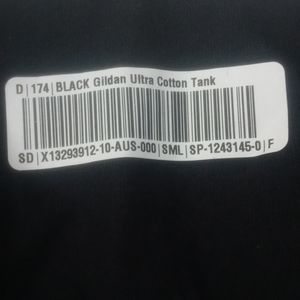 D|174|BLACK Gildan Ultra Cotton Tank
SD|X13293912-10-AUS-000|SML|SP-1243145-0|F